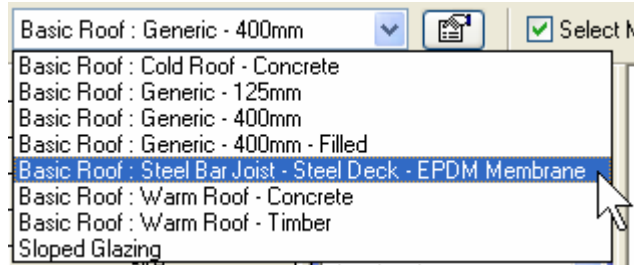 Basic Roof : Generic - 400mm Select
Basic Roof : Cold Roof - Concrete
Basic Roof : Generic - 125mm
Basic Roof : Generic - 400mm
Basic Roof : Generic - 400mm - Filled
Basic Roof : Steel Bar Joist - Steel Deck - EPDM Membrane
Basic Roof : Warm Roof - Concrete
Basic Roof : Warm Roof - Timber
Sloped Glazing